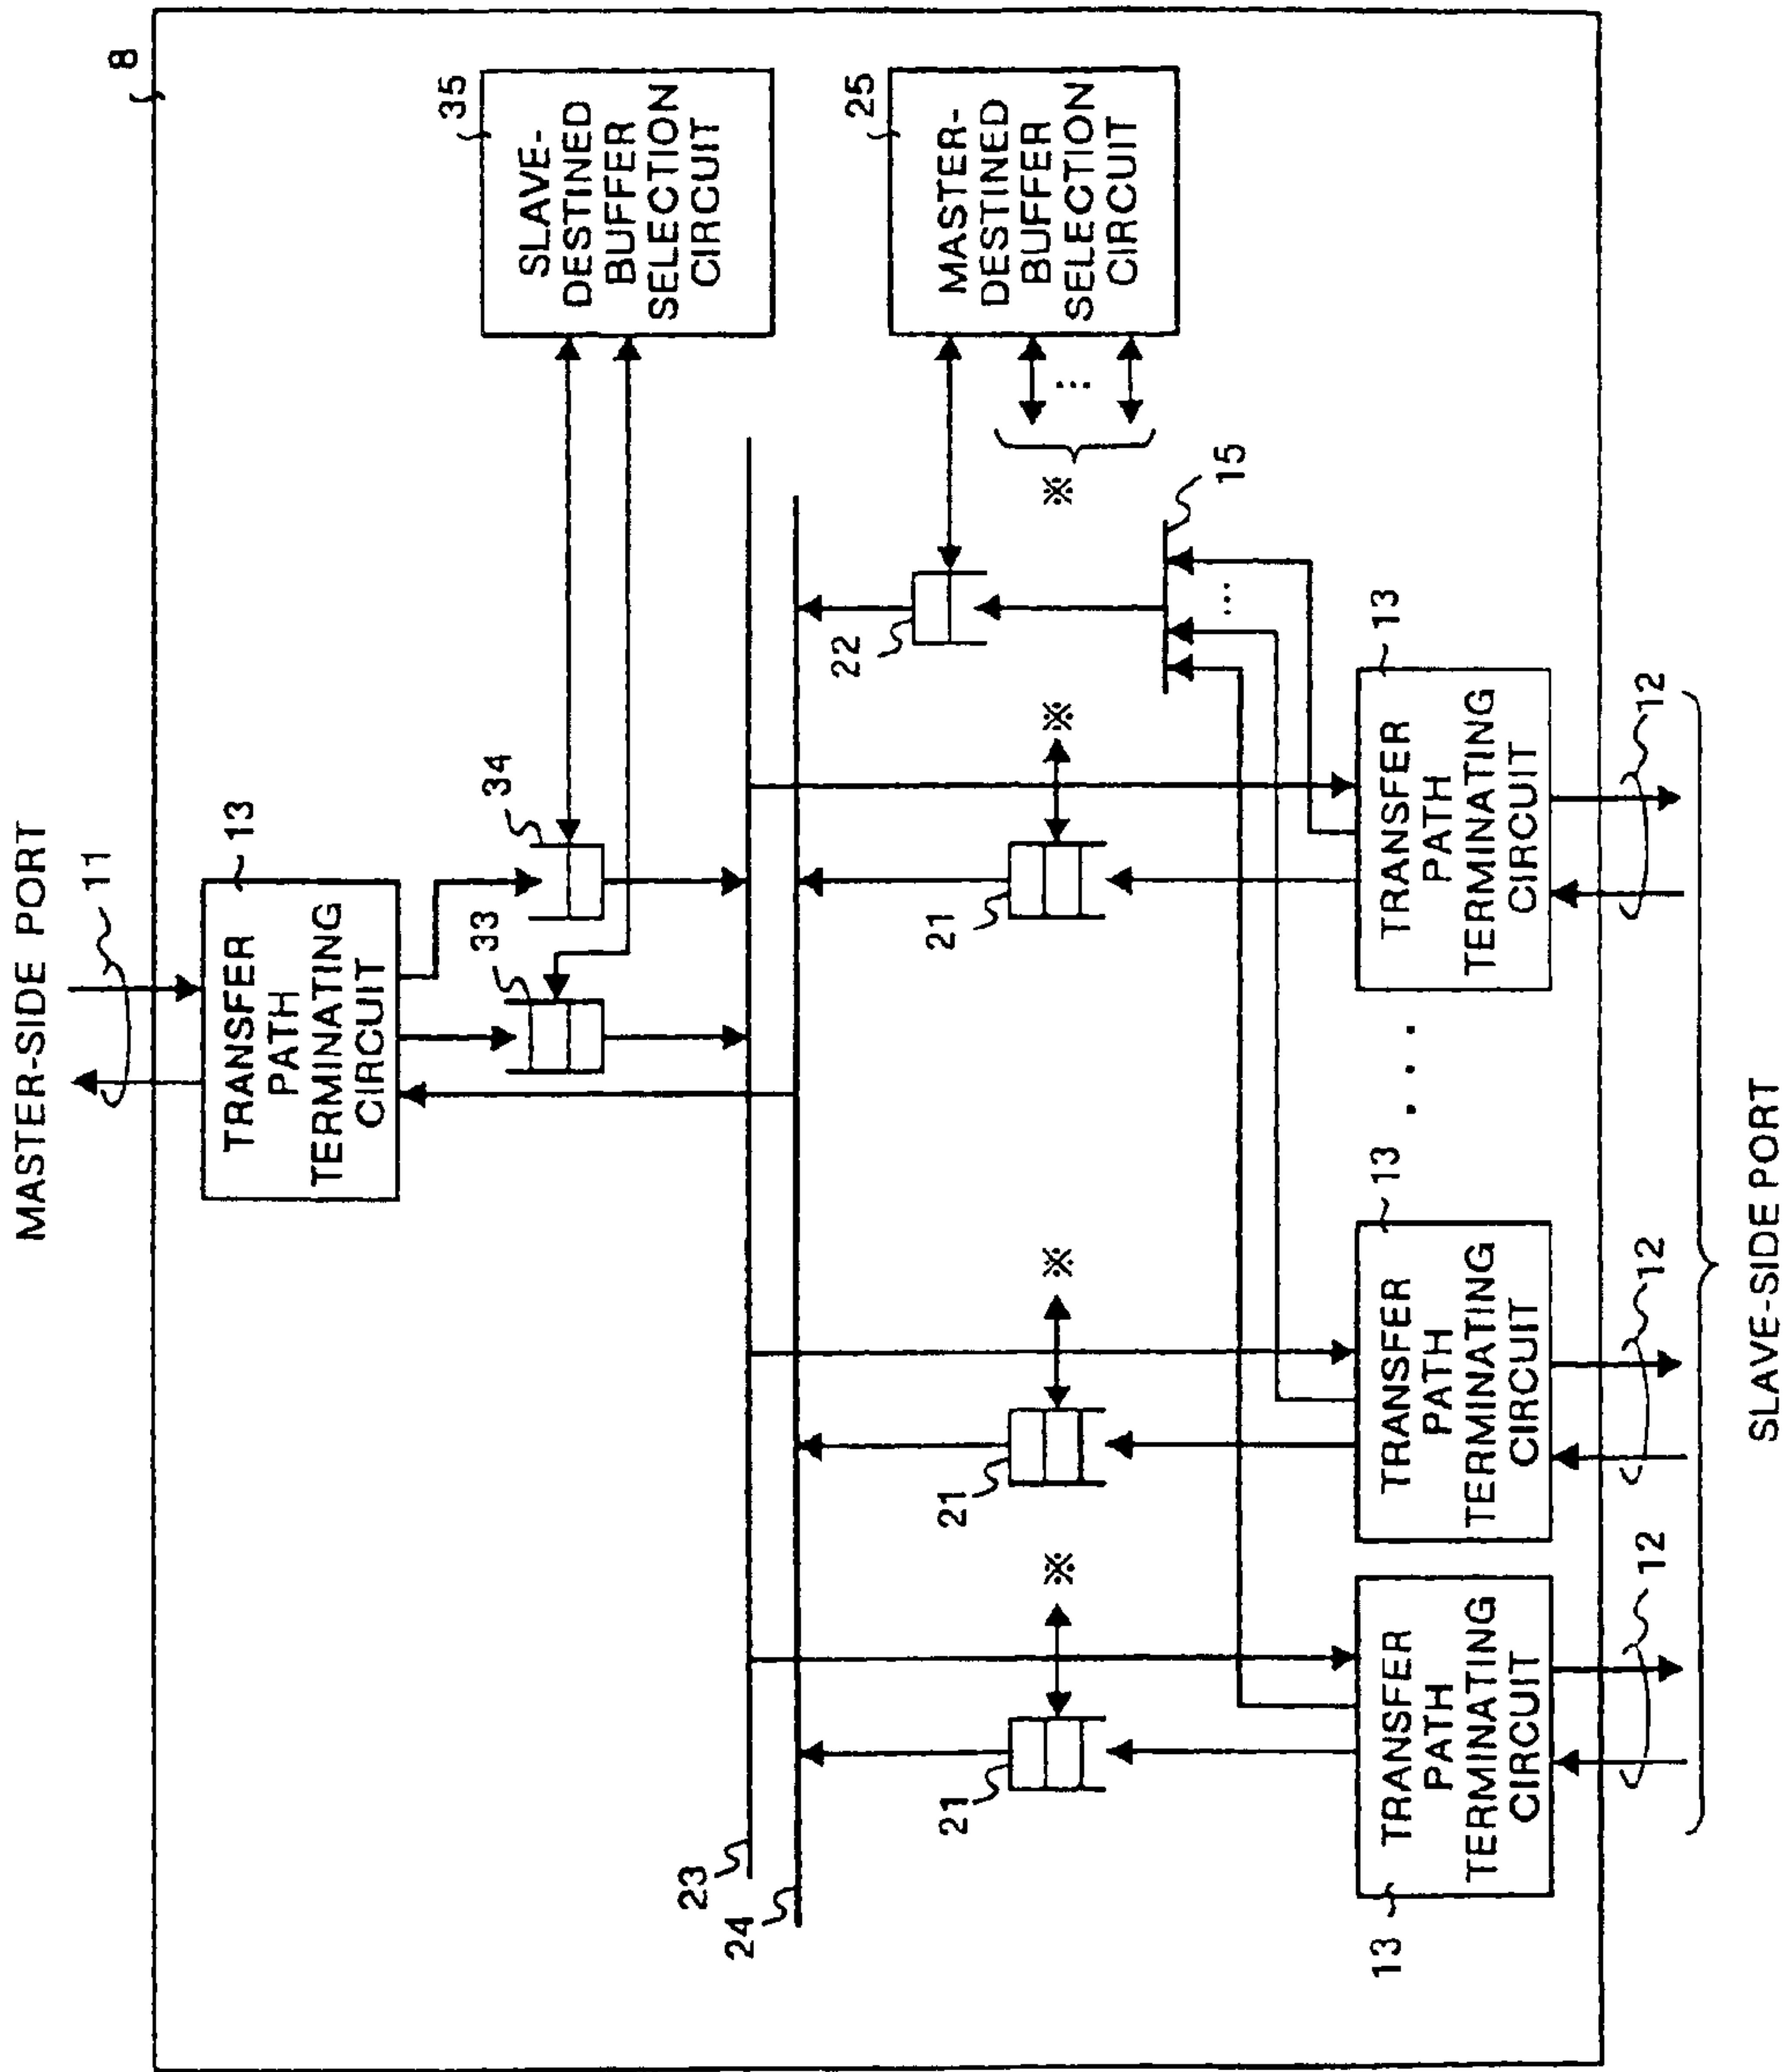 MASTER-SIDE PORT
11
8
TRANSFER
PATH
TERMINATING
CIRCUIT
13
33
34
35
SLAVE-
DESTINED
BUFFER
SELECTION
CIRCUIT
23
24
25
MASTER-
DESTINED
BUFFER
SELECTION
CIRCUIT
※
⋮
22
※
21
※
21
※
21
15
...
13
TRANSFER
PATH
TERMINATING
CIRCUIT
13
TRANSFER
PATH
TERMINATING
CIRCUIT
. . .
13
TRANSFER
PATH
TERMINATING
CIRCUIT
12
12
12
SLAVE-SIDE PORT